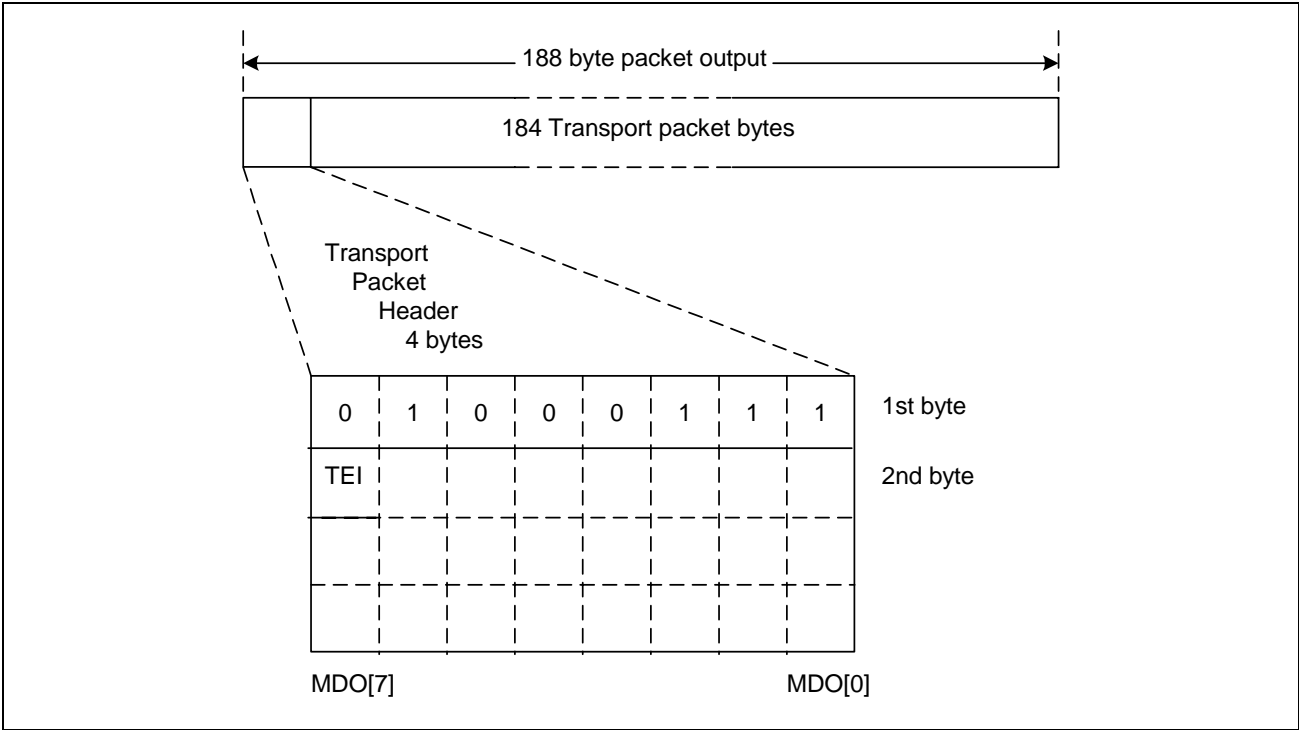 188 byte packet output
184 Transport packet bytes
Transport
Packet
Header
4 bytes
0 1 0 0 0 1 1 1 1st byte
TEI 2nd byte
MDO[7] MDO[0]